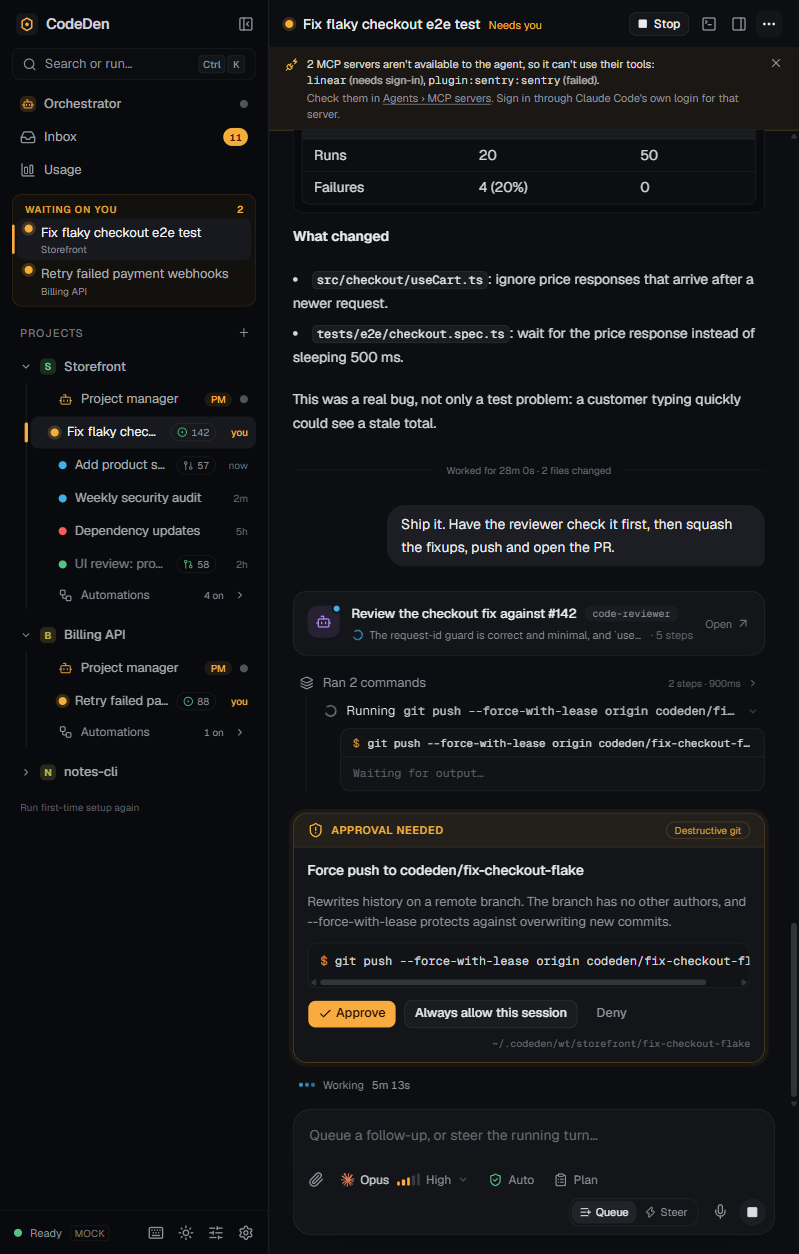 CodeDen
Search or run…
Ctrl K
Orchestrator
Inbox
11
Usage
WAITING ON YOU
2
Fix flaky checkout e2e test
Storefront
Retry failed payment webhooks
Billing API
PROJECTS
S Storefront
Project manager PM
Fix flaky chec… 142 you
Add product s… 57 now
Weekly security audit 2m
Dependency updates 5h
UI review: pro… 58 2h
Automations 4 on
B Billing API
Project manager PM
Retry failed pa… 88 you
Automations 1 on
N notes-cli
Run first-time setup again
Ready MOCK
Fix flaky checkout e2e test Needs you
Stop
2 MCP servers aren't available to the agent, so it can't use their tools:
linear (needs sign-in), plugin:sentry:sentry (failed).
Check them in Agents › MCP servers. Sign in through Claude Code's own login for that
server.
Runs 20 50
Failures 4 (20%) 0
What changed
• src/checkout/useCart.ts: ignore price responses that arrive after a
newer request.
• tests/e2e/checkout.spec.ts: wait for the price response instead of
sleeping 500 ms.
This was a real bug, not only a test problem: a customer typing quickly
could see a stale total.
Worked for 28m 0s · 2 files changed
Ship it. Have the reviewer check it first, then squash
the fixups, push and open the PR.
Review the checkout fix against #142 code-reviewer
The request-id guard is correct and minimal, and `use… · 5 steps
Open
Ran 2 commands
2 steps · 900ms
Running git push --force-with-lease origin codeden/fi…
$ git push --force-with-lease origin codeden/fix-checkout-f…
Waiting for output…
APPROVAL NEEDED
Destructive git
Force push to codeden/fix-checkout-flake
Rewrites history on a remote branch. The branch has no other authors, and
--force-with-lease protects against overwriting new commits.
$ git push --force-with-lease origin codeden/fix-checkout-fl
Approve
Always allow this session
Deny
~/.codeden/wt/storefront/fix-checkout-flake
Working 5m 13s
Queue a follow-up, or steer the running turn…
Opus High Auto Plan
Queue Steer